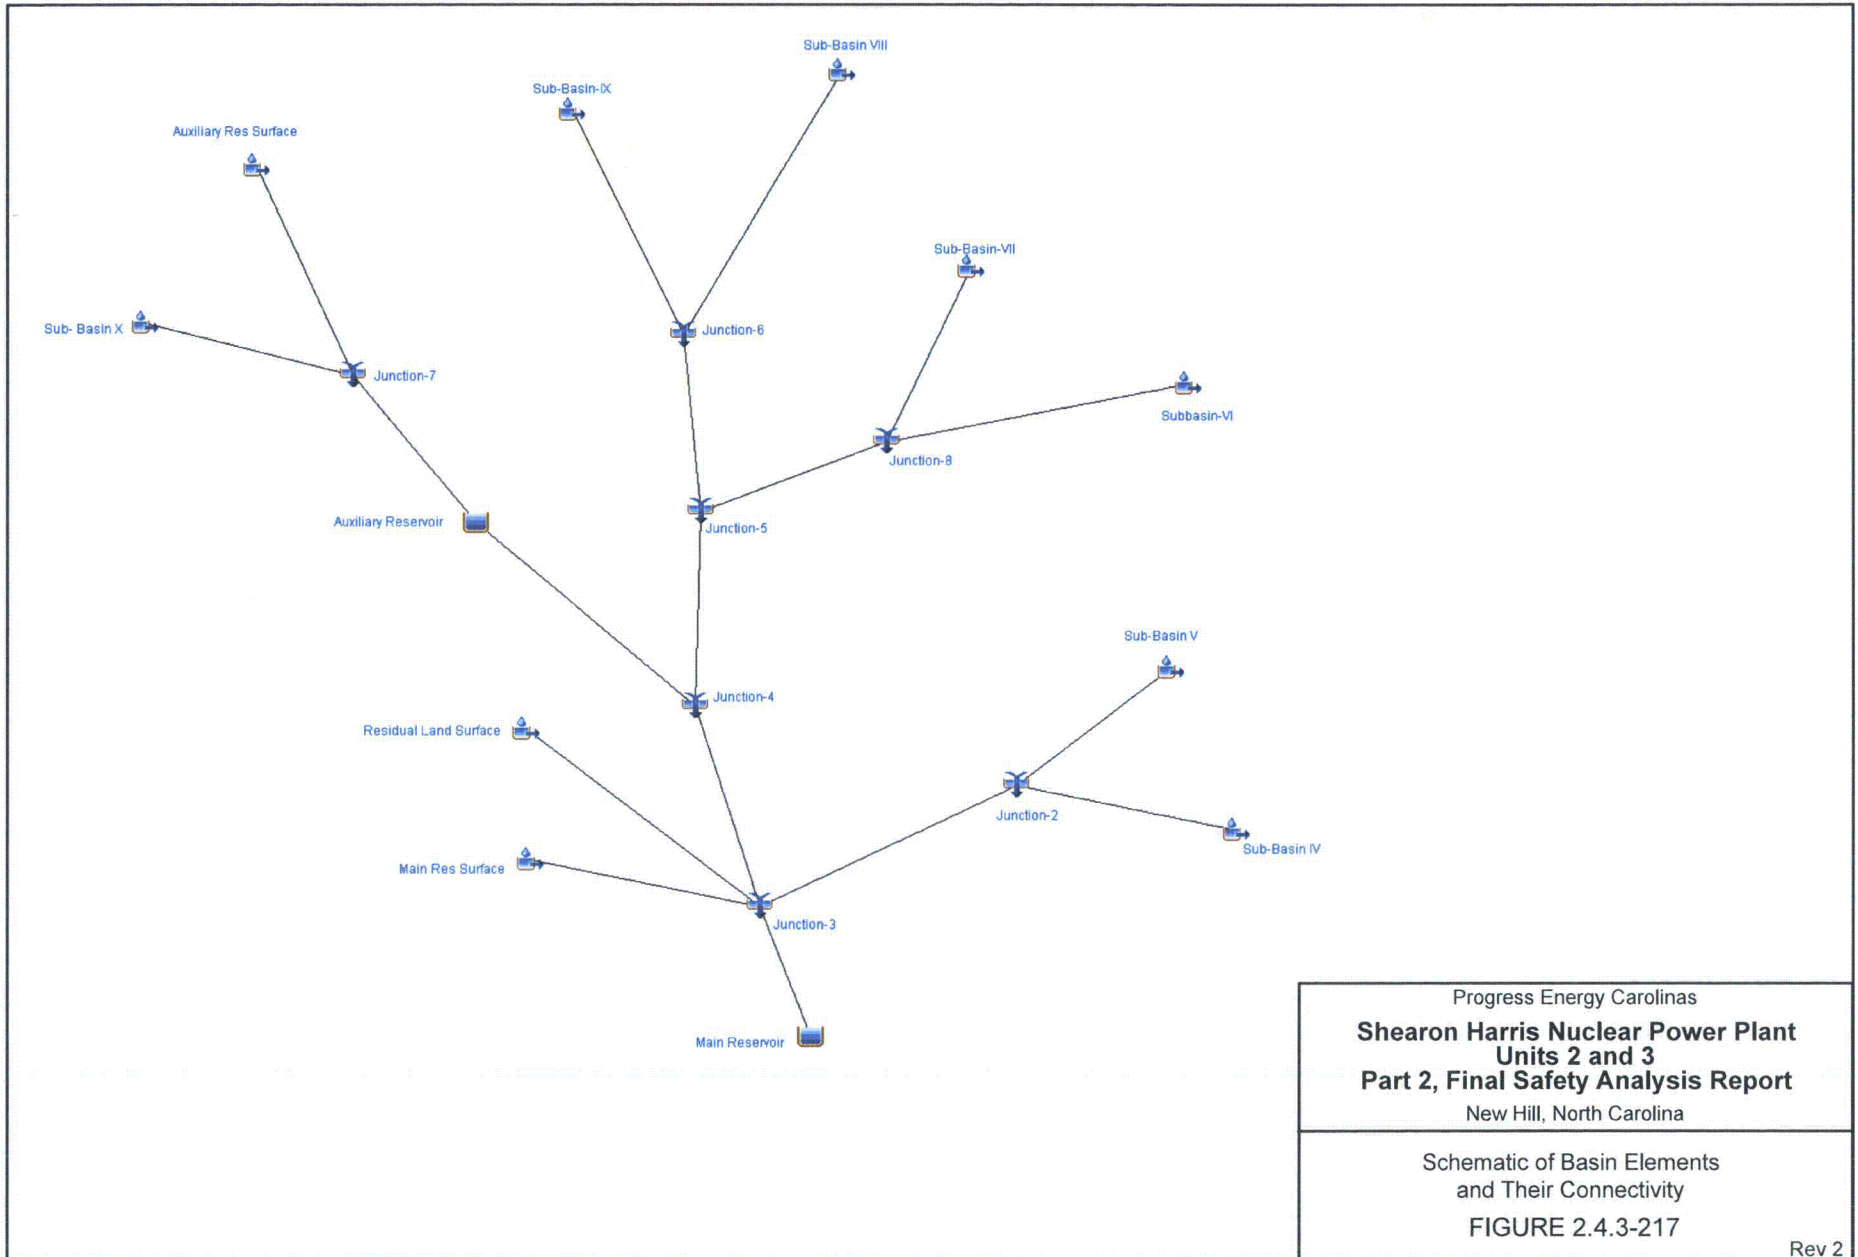 Sub-Basin VIII
Sub-Basin-IX
Auxiliary Res Surface
Sub-Basin-VII
Sub- Basin X
Junction-6
Junction-7
Subbasin-VI
Junction-8
Auxiliary Reservoir
Junction-5
Sub-Basin V
Junction-4
Residual Land Surface
Junction-2
Sub-Basin IV
Main Res Surface
Junction-3
Main Reservoir
Progress Energy Carolinas
Shearon Harris Nuclear Power Plant
Units 2 and 3
Part 2, Final Safety Analysis Report
New Hill, North Carolina
Schematic of Basin Elements
and Their Connectivity
FIGURE 2.4.3-217
Rev 2